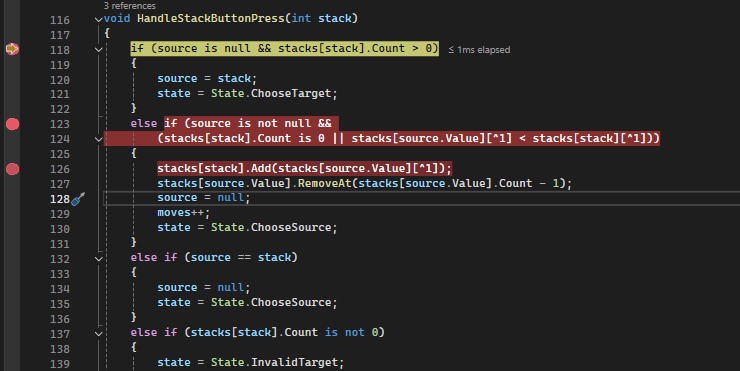 3 references
116 void HandleStackButtonPress(int stack)
117 {
118 if (source is null && stacks[stack].Count > 0) ≤ 1ms elapsed
119 {
120 source = stack;
121 state = State.ChooseTarget;
122 }
123 else if (source is not null &&
124 (stacks[stack].Count is 0 || stacks[source.Value][^1] < stacks[stack][^1]))
125 {
126 stacks[stack].Add(stacks[source.Value][^1]);
127 stacks[source.Value].RemoveAt(stacks[source.Value].Count - 1);
128 source = null;
129 moves++;
130 state = State.ChooseSource;
131 }
132 else if (source == stack)
133 {
134 source = null;
135 state = State.ChooseSource;
136 }
137 else if (stacks[stack].Count is not 0)
138 {
139 state = State.InvalidTarget;